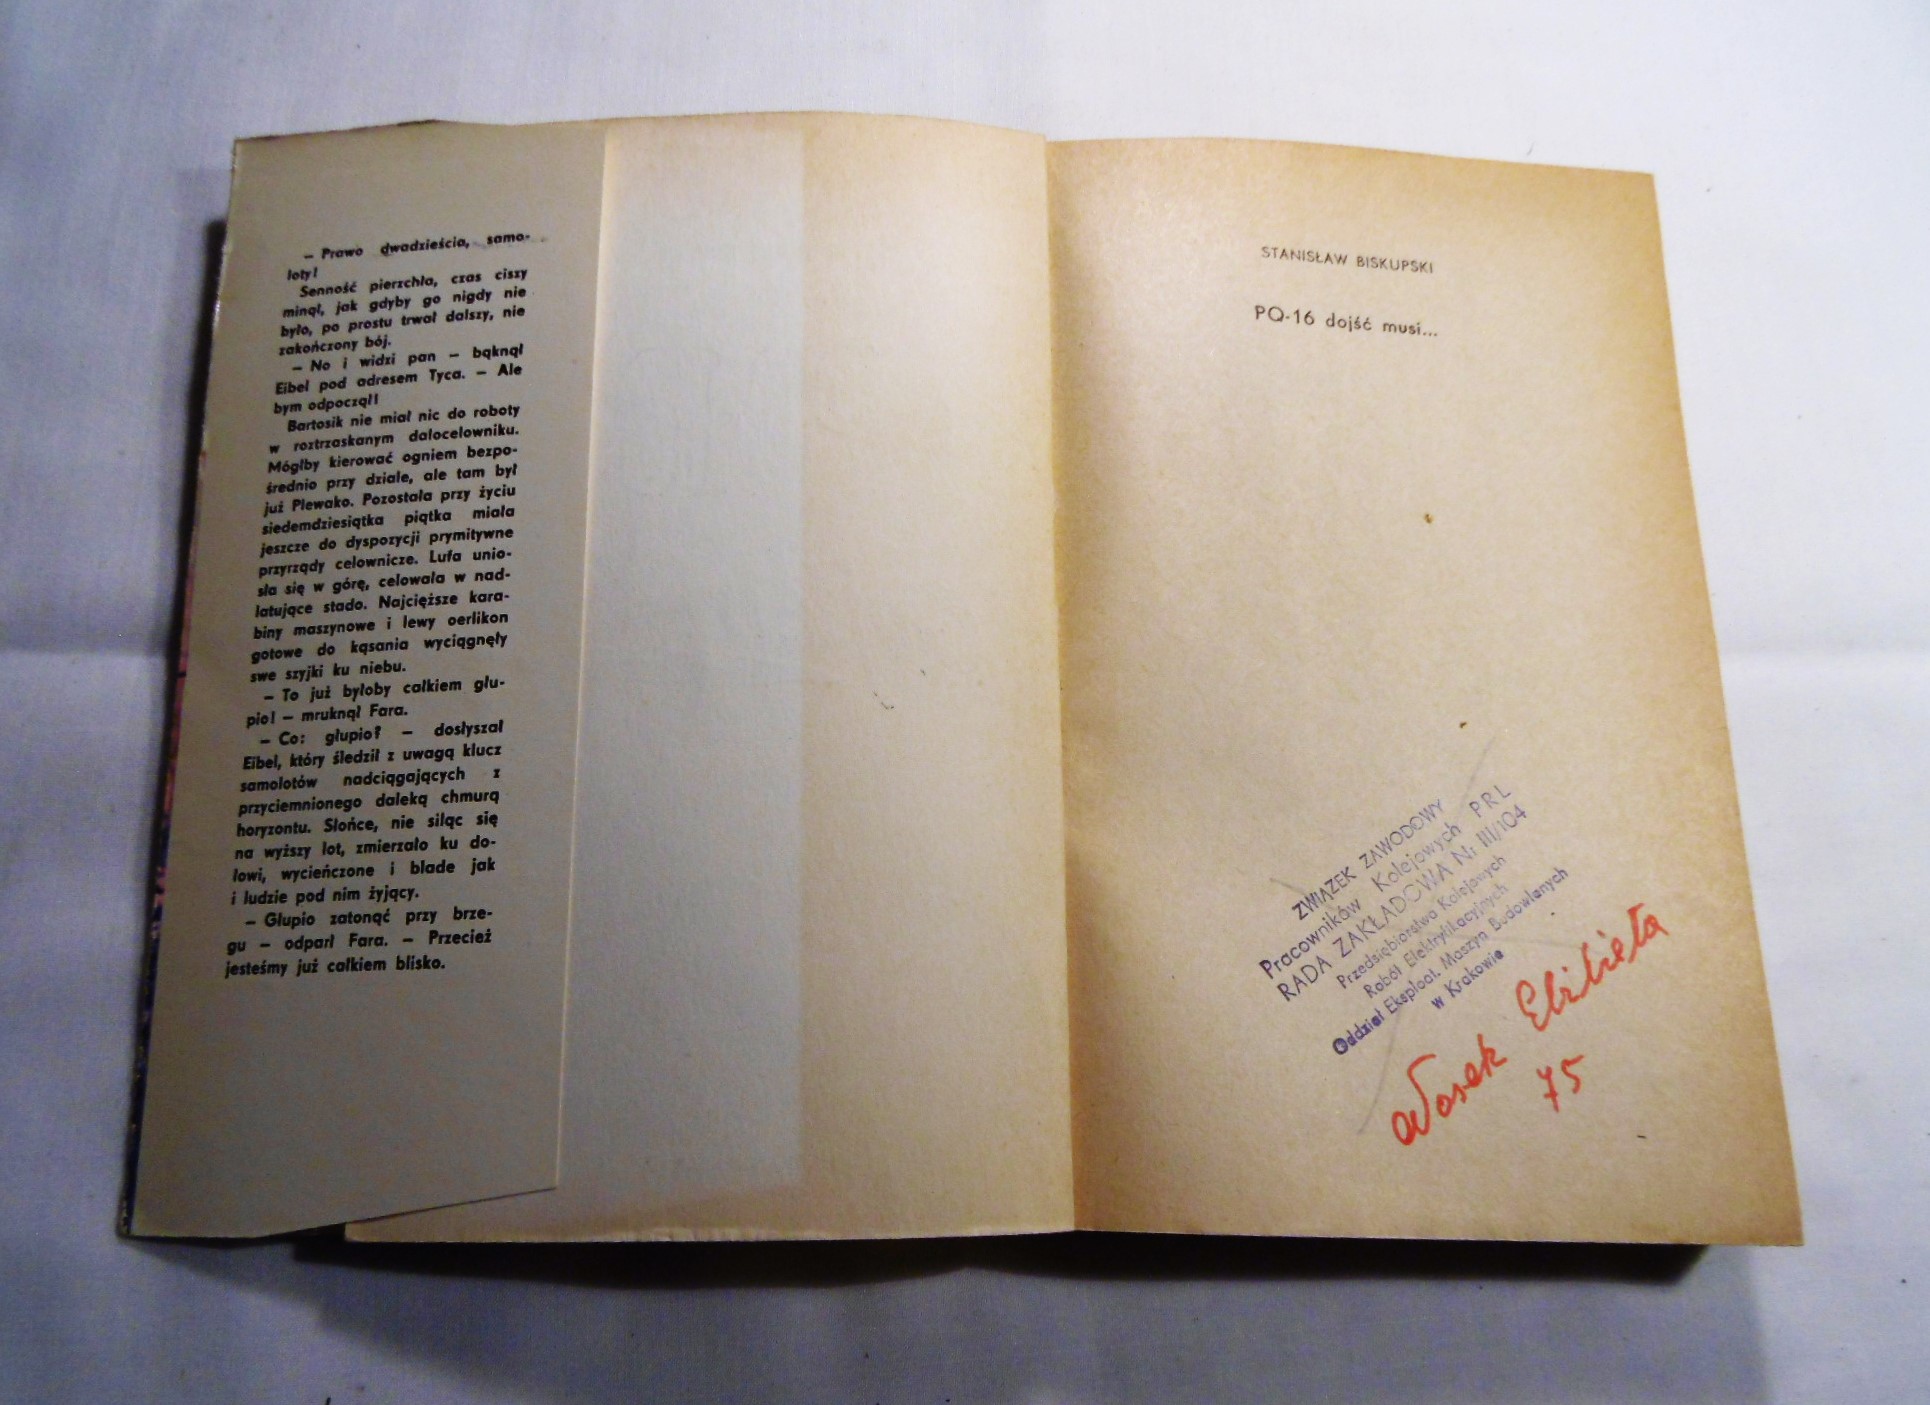 – Prawo dwadzieścia, samo-
loty!
Senność pierzchła, czas ciszy
minął, jak gdyby go nigdy nie
było, po prostu trwał dalszy, nie
zakończony bój.
– No i widzi pan – bąknął
Eibel pod adresem Tyca. – Ale
bym odpoczął!
Bartosik nie miał nic do roboty
w roztrzaskanym dalocelowniku.
Mógłby kierować ogniem bezpo-
średnio przy dziale, ale tam był
już Plewako. Pozostała przy życiu
siedemdziesiątka piątka miała
jeszcze do dyspozycji prymitywne
przyrządy celownicze. Lufa unio-
sła się w górę, celowała w nad-
latujące stado. Najcięższe kara-
biny maszynowe i lewy oerlikon
gotowe do kąsania wyciągnęły
swe szyjki ku niebu.
– To już byłoby całkiem głu-
pio! – mruknął Fara.
– Co: głupio? – dosłyszał
Eibel, który śledził z uwagą klucz
samolotów nadciągających z
przyciemnionego daleką chmurą
horyzontu. Słońce, nie siląc się
na wyższy lot, zmierzało ku do-
łowi, wycieńczone i blade jak
i ludzie pod nim żyjący.
– Głupio zatonąć przy brze-
gu – odparł Fara. – Przecież
jesteśmy już całkiem blisko.
STANISŁAW BISKUPSKI
PQ-16 dojść musi...
ZWIĄZEK ZAWODOWY
Pracowników Kolejowych PRL
RADA ZAKŁADOWA Nr III/104
Przedsiębiorstwa Kolejowych
Robót Elektryfikacyjnych
Oddział Eksploat. Maszyn Budowlanych
w Krakowie
Wosek Elżbieta
75